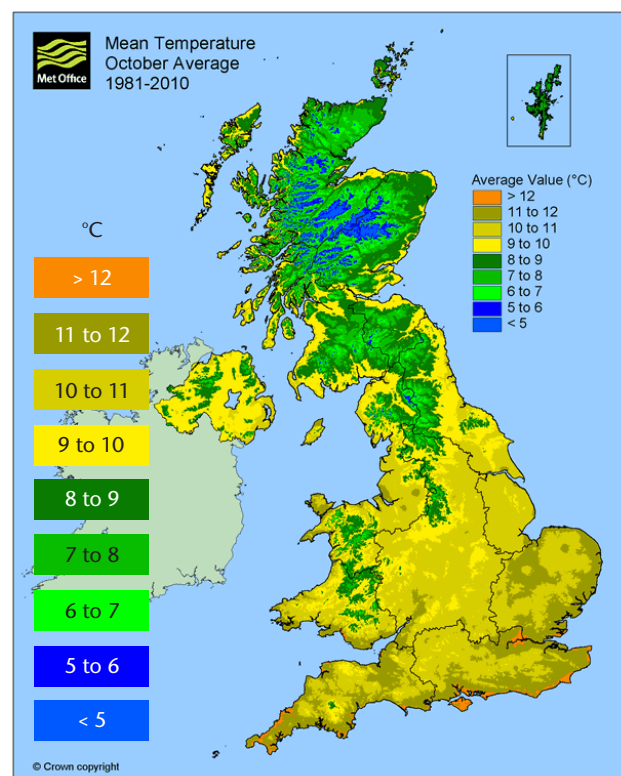 Met Office
Mean Temperature
October Average
1981-2010
Average Value (°C)
> 12
11 to 12
10 to 11
9 to 10
8 to 9
7 to 8
6 to 7
5 to 6
< 5
°C
> 12
11 to 12
10 to 11
9 to 10
8 to 9
7 to 8
6 to 7
5 to 6
< 5
© Crown copyright